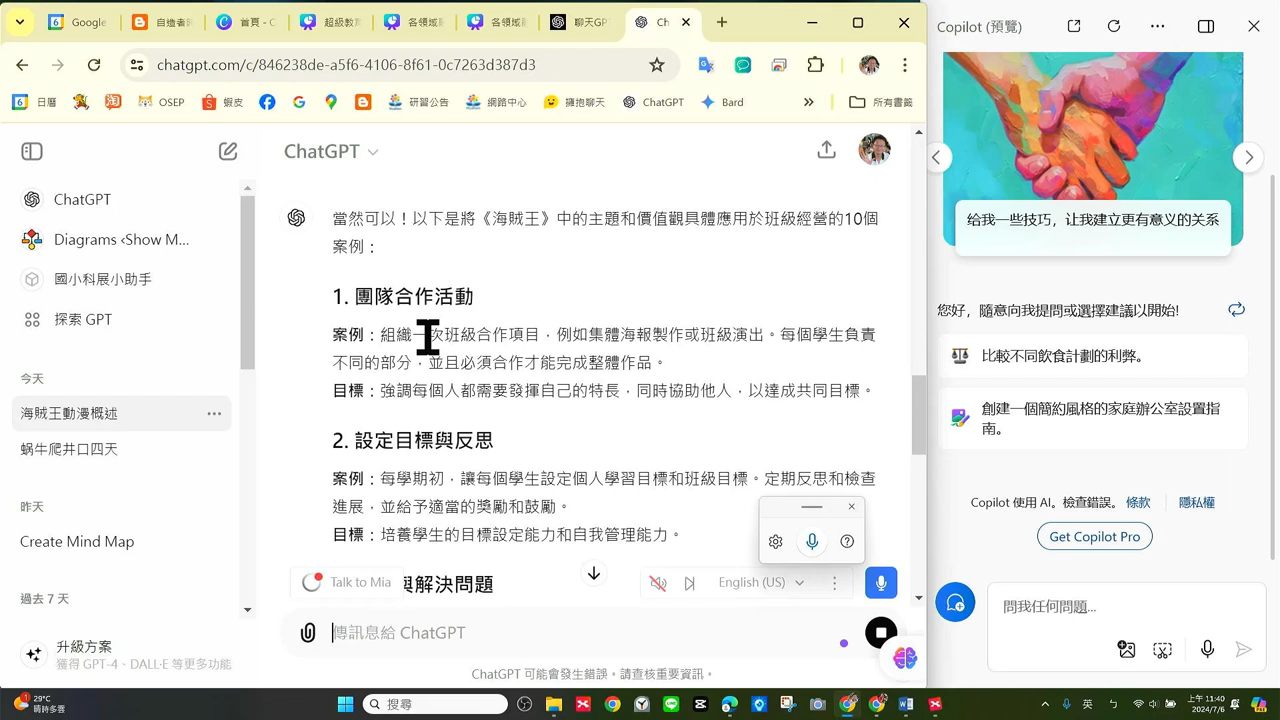 Google
自造者
首頁 - C
超級教
各領域
各領域
聊天GP
Ch
chatgpt.com/c/846238de-a5f6-4106-8f61-0c7263d387d3
日曆
OSEP
蝦皮
研習公告
網路中心
擁抱聊天
ChatGPT
Bard
所有書籤
ChatGPT
Diagrams ‹Show M...
國小科展小助手
探索 GPT
今天
海賊王動漫概述
蝸牛爬井口四天
昨天
Create Mind Map
過去 7 天
升級方案
獲得 GPT-4、DALL·E 等更多功能
ChatGPT
當然可以！以下是將《海賊王》中的主題和價值觀具體應用於班級經營的10個
案例：
1. 團隊合作活動
案例：組織一次班級合作項目，例如集體海報製作或班級演出。每個學生負責
不同的部分，並且必須合作才能完成整體作品。
目標：強調每個人都需要發揮自己的特長，同時協助他人，以達成共同目標。
2. 設定目標與反思
案例：每學期初，讓每個學生設定個人學習目標和班級目標。定期反思和檢查
進展，並給予適當的獎勵和鼓勵。
目標：培養學生的目標設定能力和自我管理能力。
與解決問題
Talk to Mia
English (US)
傳訊息給 ChatGPT
ChatGPT 可能會發生錯誤。請查核重要資訊。
Copilot (預覽)
给我一些技巧，让我建立更有意义的关系
您好，隨意向我提問或選擇建議以開始!
比較不同飲食計劃的利弊。
創建一個簡約風格的家庭辦公室設置指
南。
Copilot 使用 AI。檢查錯誤。 條款 隱私權
Get Copilot Pro
問我任何問題...
1
29°C
晴時多雲
搜尋
英
上午 11:40
2024/7/6